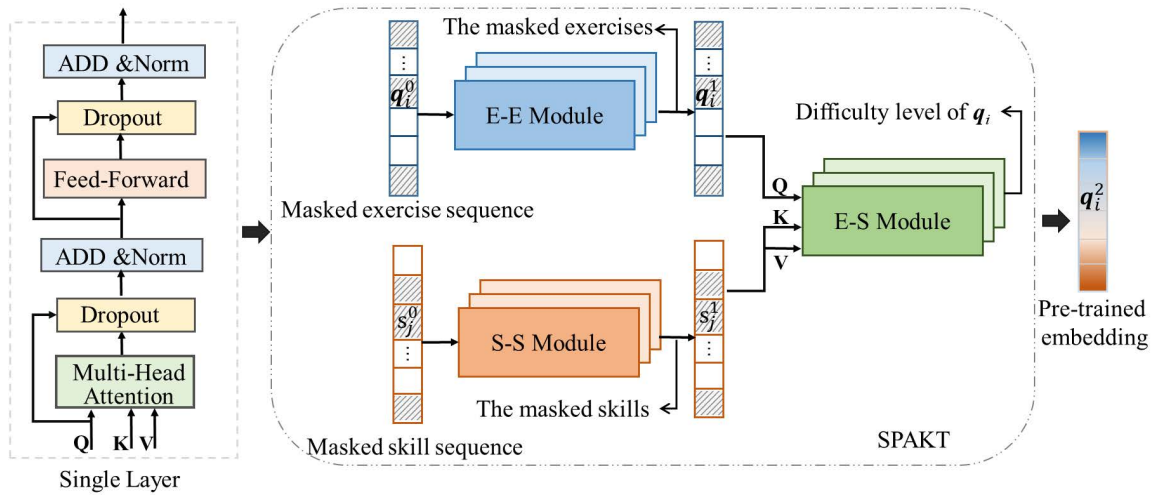 ADD &Norm
Dropout
Feed-Forward
ADD &Norm
Dropout
Multi-Head
Attention
Q K V
Single Layer
The masked exercises
q_i^0
⋮
E-E Module
q_i^1
⋮
Masked exercise sequence
s_j^0
⋮
S-S Module
s_j^1
⋮
The masked skills
Masked skill sequence
Q
K
V
Difficulty level of q_i
E-S Module
SPAKT
q_i^2
Pre-trained
embedding